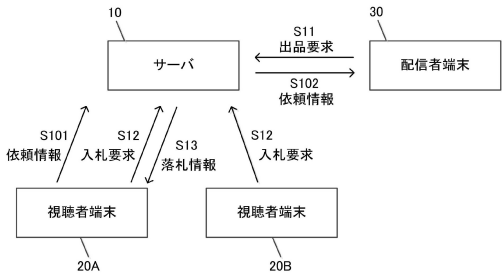 10
30
サーバ
S11
出品要求
S102
依頼情報
配信者端末
S101
依頼情報
S12
入札要求
S13
落札情報
S12
入札要求
視聴者端末
視聴者端末
20A
20B